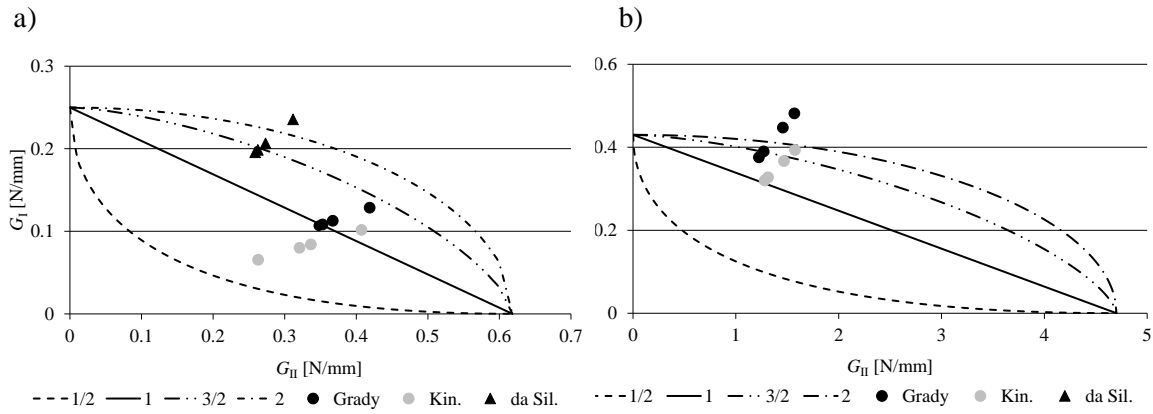 a)
0.3
0.2
0.1
0
G_I [N/mm]
0 0.1 0.2 0.3 0.4 0.5 0.6 0.7
G_II [N/mm]
1/2 1 3/2 2 Grady Kin. da Sil.
b)
0.6
0.4
0.2
0
0 1 2 3 4 5
G_II [N/mm]
1/2 1 3/2 2 Grady Kin.